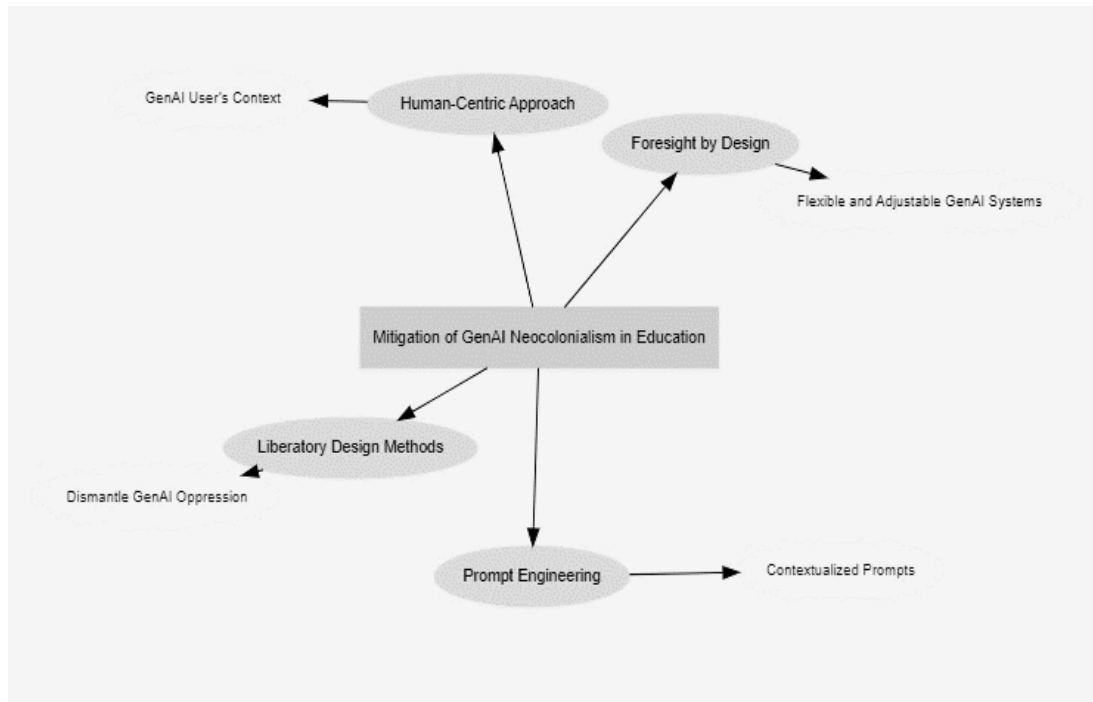 GenAI User's Context
Human-Centric Approach
Foresight by Design
Flexible and Adjustable GenAI Systems
Mitigation of GenAI Neocolonialism in Education
Liberatory Design Methods
Dismantle GenAI Oppression
Prompt Engineering
Contextualized Prompts